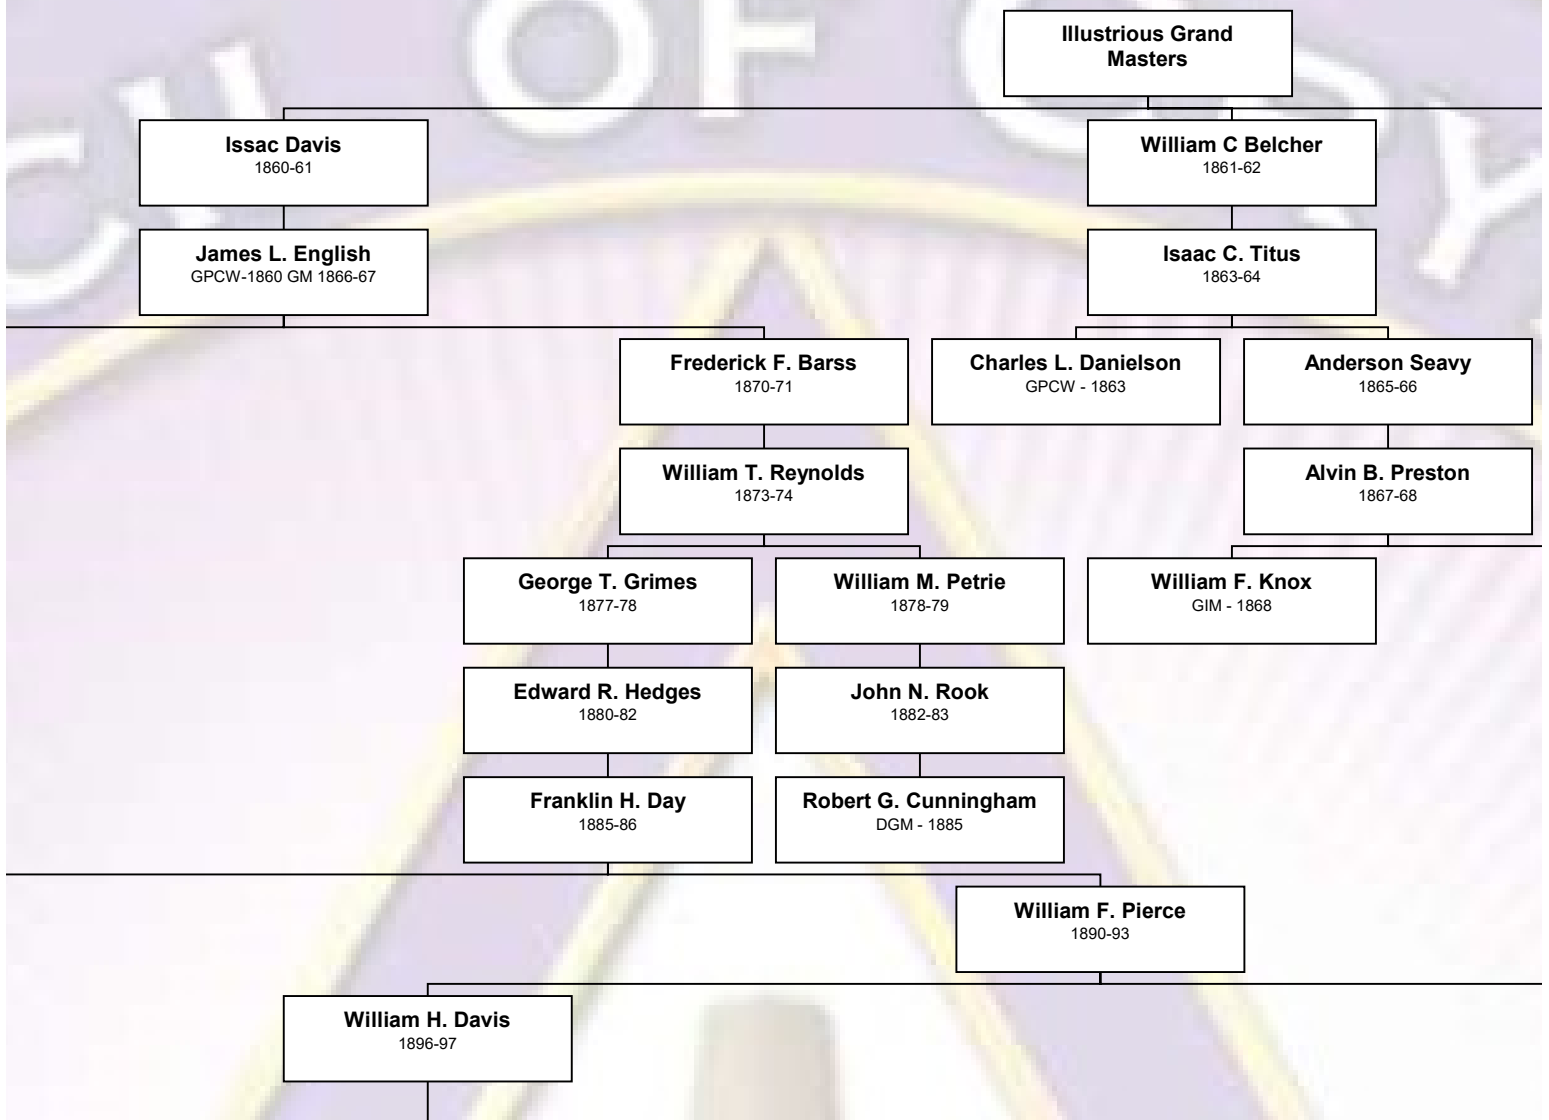 CH OF CRY
Illustrious Grand
Masters
Issac Davis
1860-61
William C Belcher
1861-62
James L. English
GPCW-1860 GM 1866-67
Isaac C. Titus
1863-64
Frederick F. Barss
1870-71
Charles L. Danielson
GPCW - 1863
Anderson Seavy
1865-66
William T. Reynolds
1873-74
Alvin B. Preston
1867-68
George T. Grimes
1877-78
William M. Petrie
1878-79
William F. Knox
GIM - 1868
Edward R. Hedges
1880-82
John N. Rook
1882-83
Franklin H. Day
1885-86
Robert G. Cunningham
DGM - 1885
William F. Pierce
1890-93
William H. Davis
1896-97